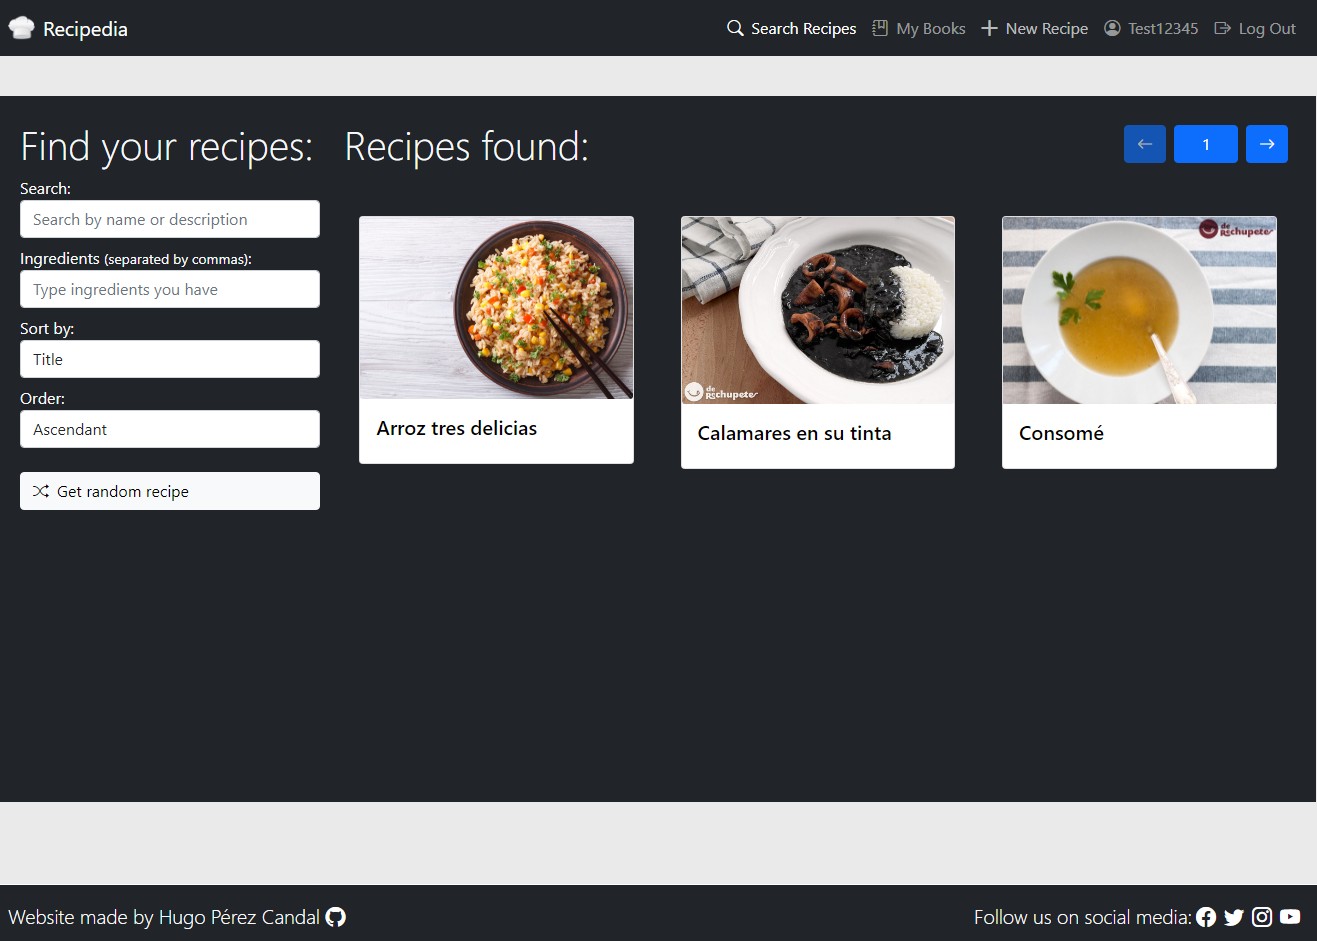 Recipedia
Search Recipes
My Books
New Recipe
Test12345
Log Out
Find your recipes:
Search:
Search by name or description
Ingredients (separated by commas):
Type ingredients you have
Sort by:
Title
Order:
Ascendant
Get random recipe
Recipes found:
1
Arroz tres delicias
de
Rechupete
Calamares en su tinta
de
Rechupete
Consomé
Website made by Hugo Pérez Candal
Follow us on social media: